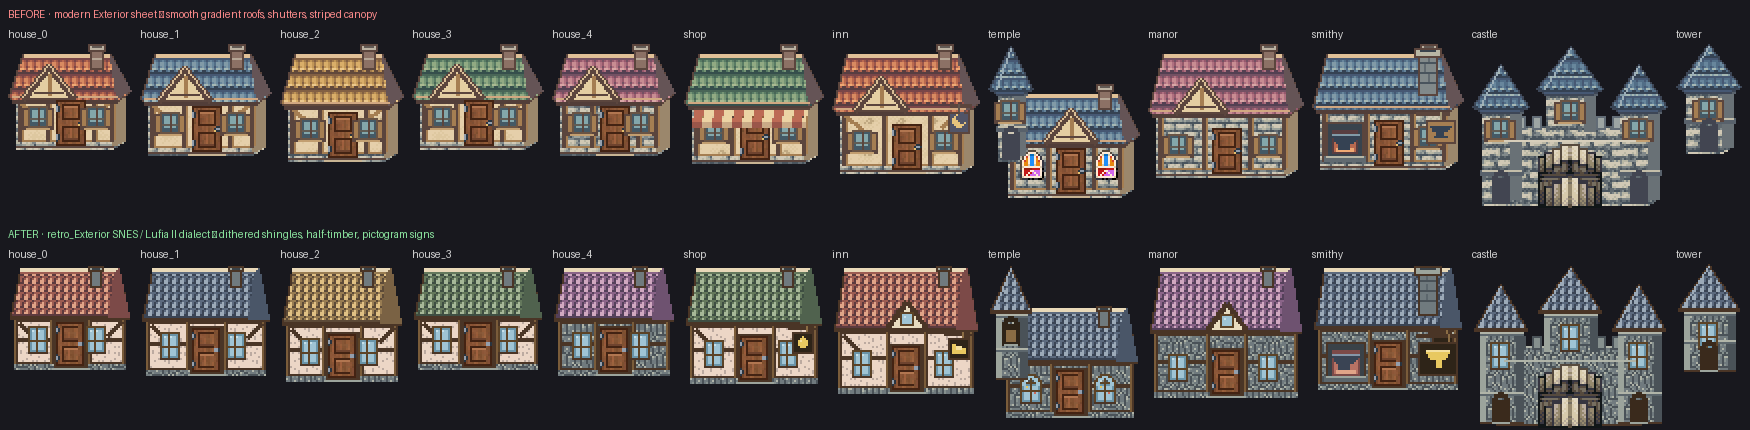 BEFORE · modern Exterior sheet ▯ smooth gradient roofs, shutters, striped canopy
house_0 house_1 house_2 house_3 house_4 shop inn temple manor smithy castle tower
AFTER · retro_Exterior SNES / Lufia II dialect ▯ dithered shingles, half-timber, pictogram signs
house_0 house_1 house_2 house_3 house_4 shop inn temple manor smithy castle tower